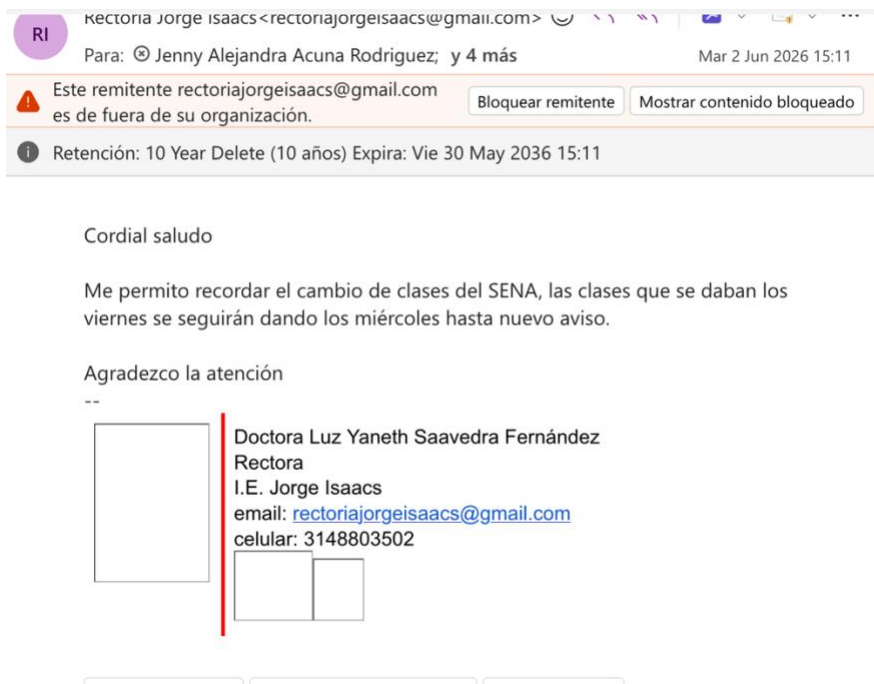 RI
Rectoría Jorge Isaacs<rectoriajorgeisaacs@gmail.com>
Para: Jenny Alejandra Acuna Rodriguez; y 4 más
Mar 2 Jun 2026 15:11
Este remitente rectoriajorgeisaacs@gmail.com
es de fuera de su organización.
Bloquear remitente
Mostrar contenido bloqueado
Retención: 10 Year Delete (10 años) Expira: Vie 30 May 2036 15:11
Cordial saludo
Me permito recordar el cambio de clases del SENA, las clases que se daban los
viernes se seguirán dando los miércoles hasta nuevo aviso.
Agradezco la atención
--
Doctora Luz Yaneth Saavedra Fernández
Rectora
I.E. Jorge Isaacs
email: rectoriajorgeisaacs@gmail.com
celular: 3148803502